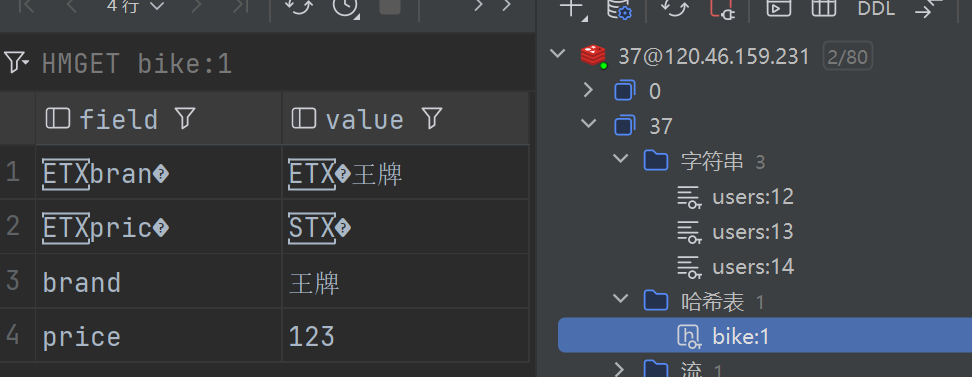 4 行
HMGET bike:1
field value
1 ETXbran� ETX�王牌
2 ETXpric� STX�
3 brand 王牌
4 price 123
DDL
37@120.46.159.231 2/80
0
37
字符串 3
users:12
users:13
users:14
哈希表 1
bike:1
流 1